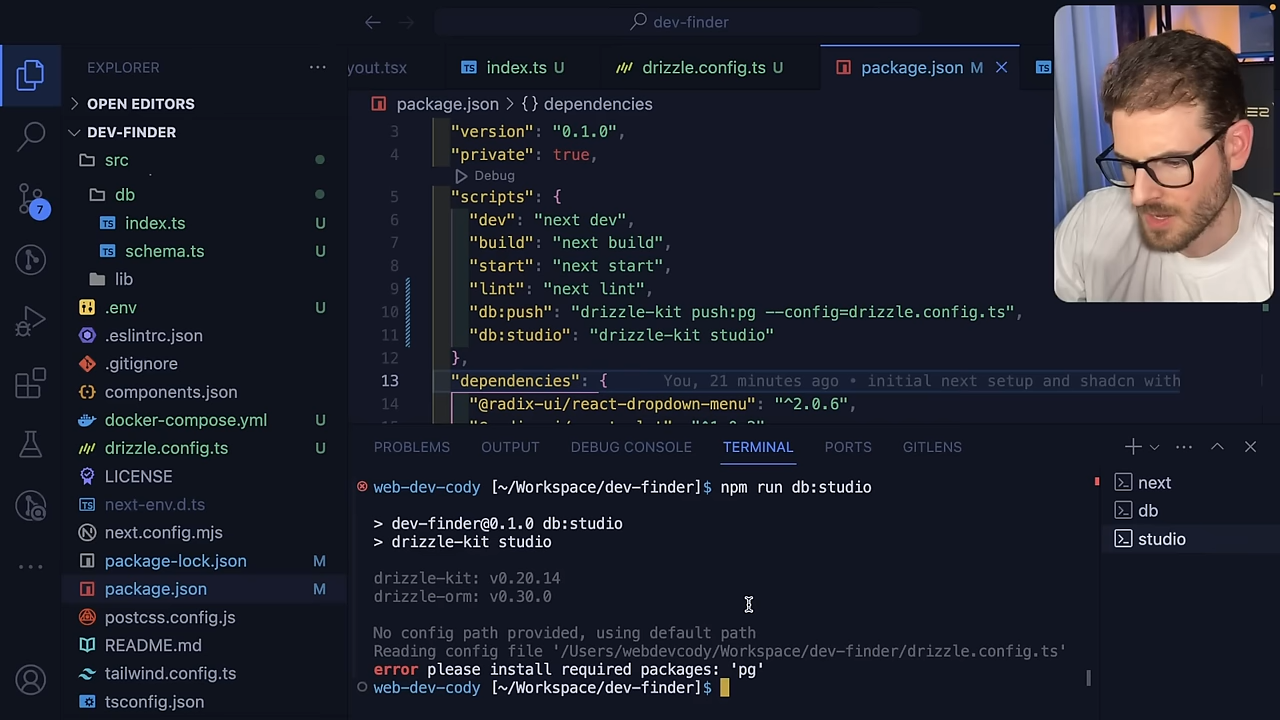 dev-finder
EXPLORER
yout.tsx
TS index.ts U
drizzle.config.ts U
package.json M
TS
OPEN EDITORS
package.json > {} dependencies
DEV-FINDER
3 "version": "0.1.0",
src
4 "private": true,
Debug
db
5 "scripts": {
7
TS index.ts U
6 "dev": "next dev",
7 "build": "next build",
TS schema.ts U
8 "start": "next start",
lib
9 "lint": "next lint",
.env U
10 "db:push": "drizzle-kit push:pg --config=drizzle.config.ts",
.eslintrc.json
11 "db:studio": "drizzle-kit studio"
.gitignore
12 },
13 "dependencies": { You, 21 minutes ago • initial next setup and shadcn with
components.json
14 "@radix-ui/react-dropdown-menu": "^2.0.6",
docker-compose.yml U
drizzle.config.ts U
PROBLEMS OUTPUT DEBUG CONSOLE TERMINAL PORTS GITLENS
LICENSE
web-dev-cody [~/Workspace/dev-finder]$ npm run db:studio
next
next-env.d.ts
> dev-finder@0.1.0 db:studio
db
next.config.mjs
> drizzle-kit studio
studio
package-lock.json M
drizzle-kit: v0.20.14
package.json M
drizzle-orm: v0.30.0
postcss.config.js
No config path provided, using default path
README.md
Reading config file '/Users/webdevcody/Workspace/dev-finder/drizzle.config.ts'
tailwind.config.ts
error please install required packages: 'pg'
web-dev-cody [~/Workspace/dev-finder]$
tsconfig.json